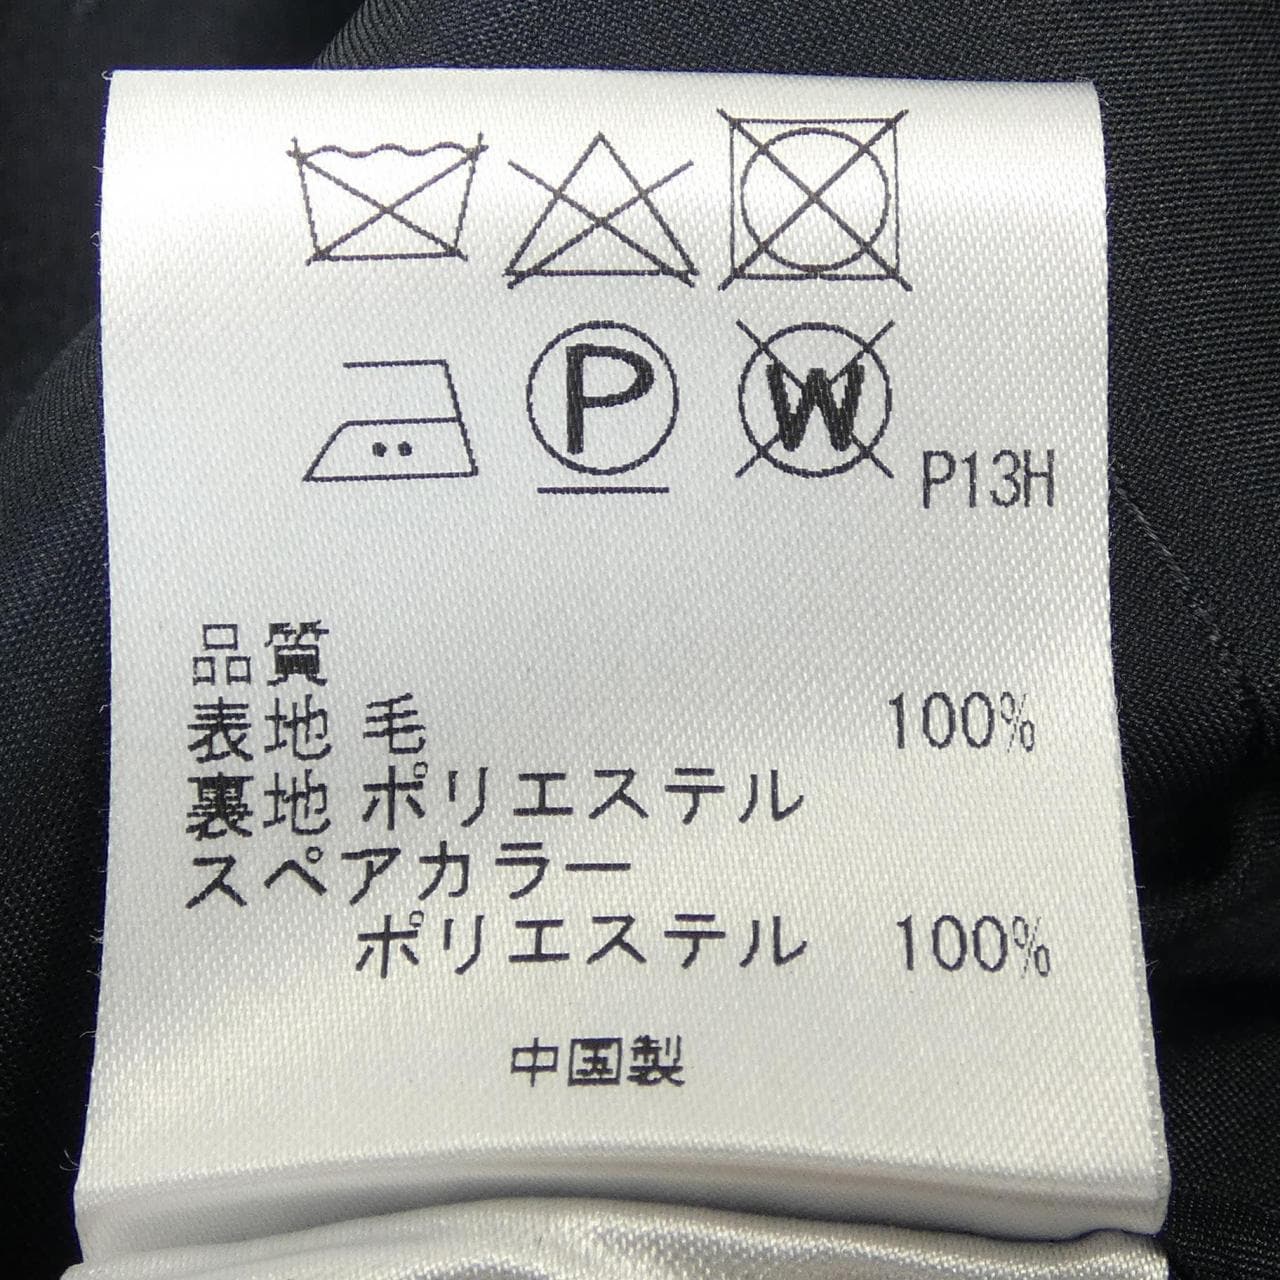 P
W
P13H
品質
表地 毛 100%
裏地 ポリエステル
スペアカラー
ポリエステル 100%
中国製